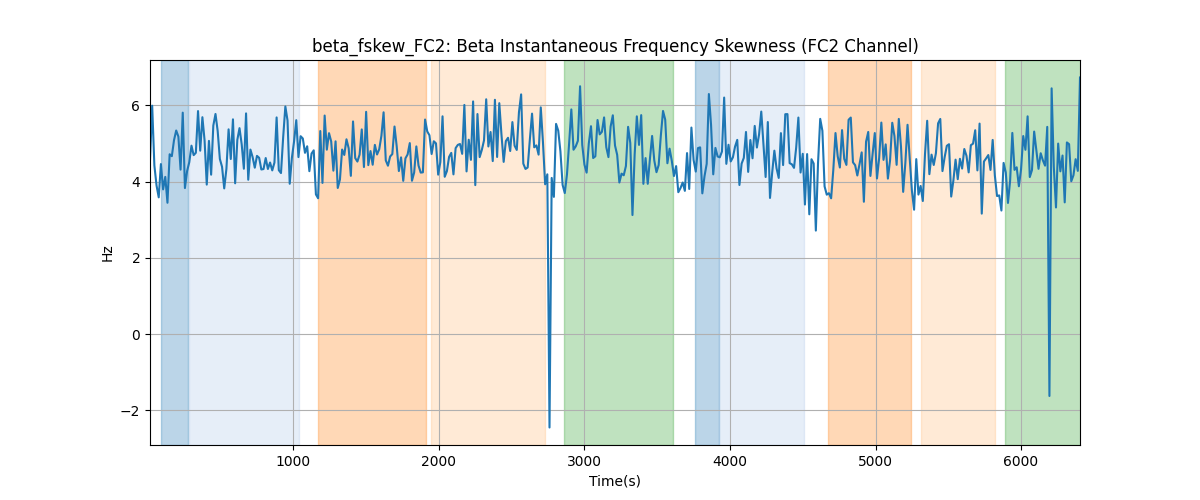 beta_fskew_FC2: Beta Instantaneous Frequency Skewness (FC2 Channel)
Hz
6
4
2
0
−2
1000 2000 3000 4000 5000 6000
Time(s)